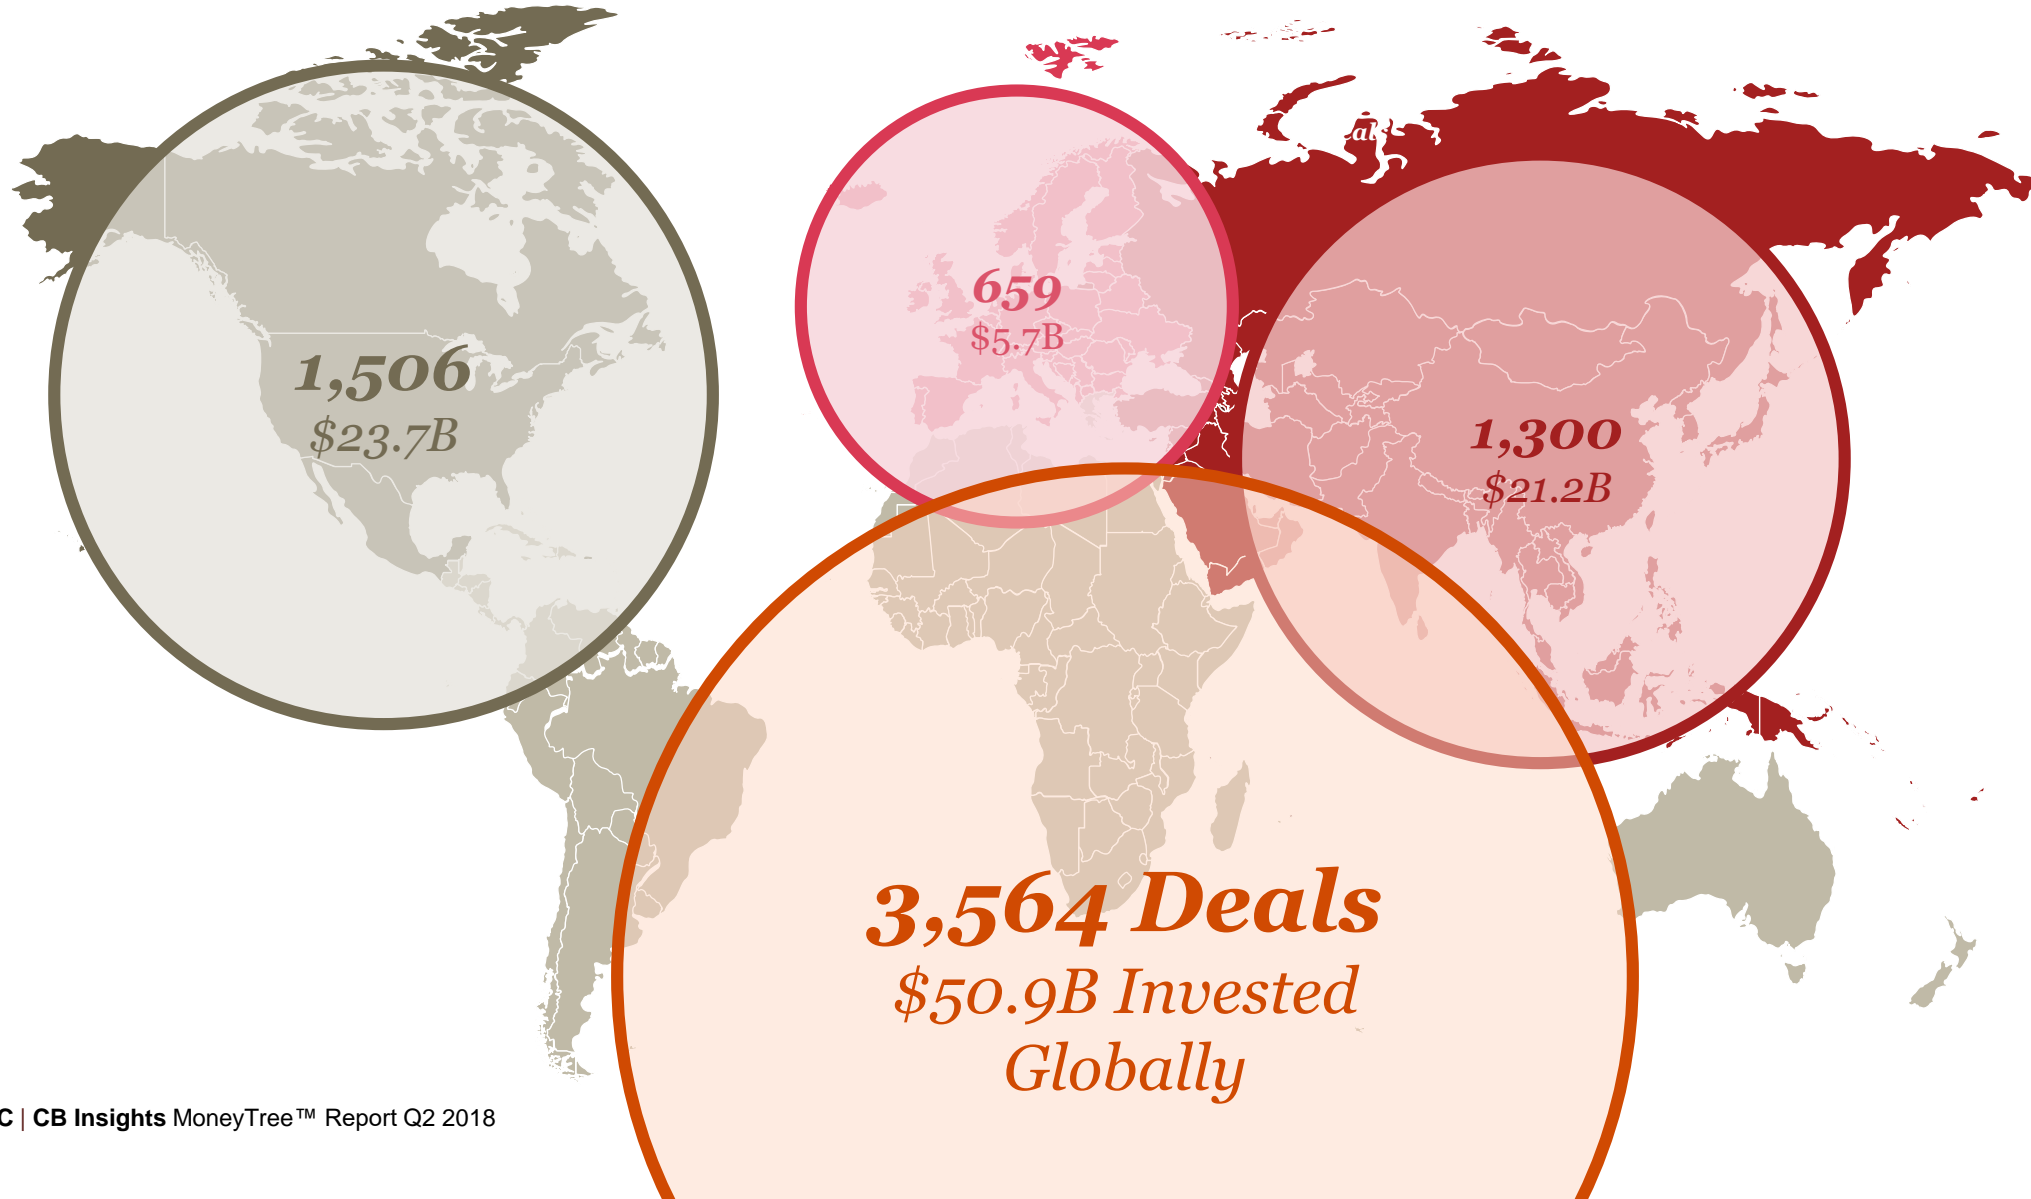 659
$5.7B
1,506
$23.7B
1,300
$21.2B
3,564 Deals
$50.9B Invested
Globally
C | CB Insights MoneyTree™ Report Q2 2018